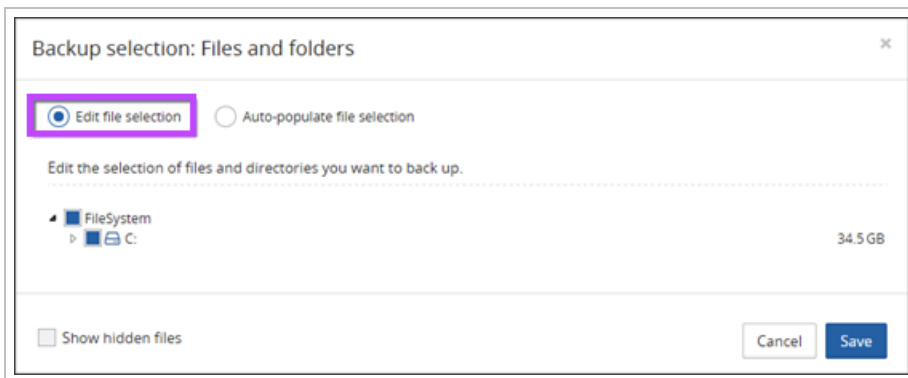 Backup selection: Files and folders
Edit file selection Auto-populate file selection
Edit the selection of files and directories you want to back up.
FileSystem
C: 34.5 GB
Show hidden files Cancel Save